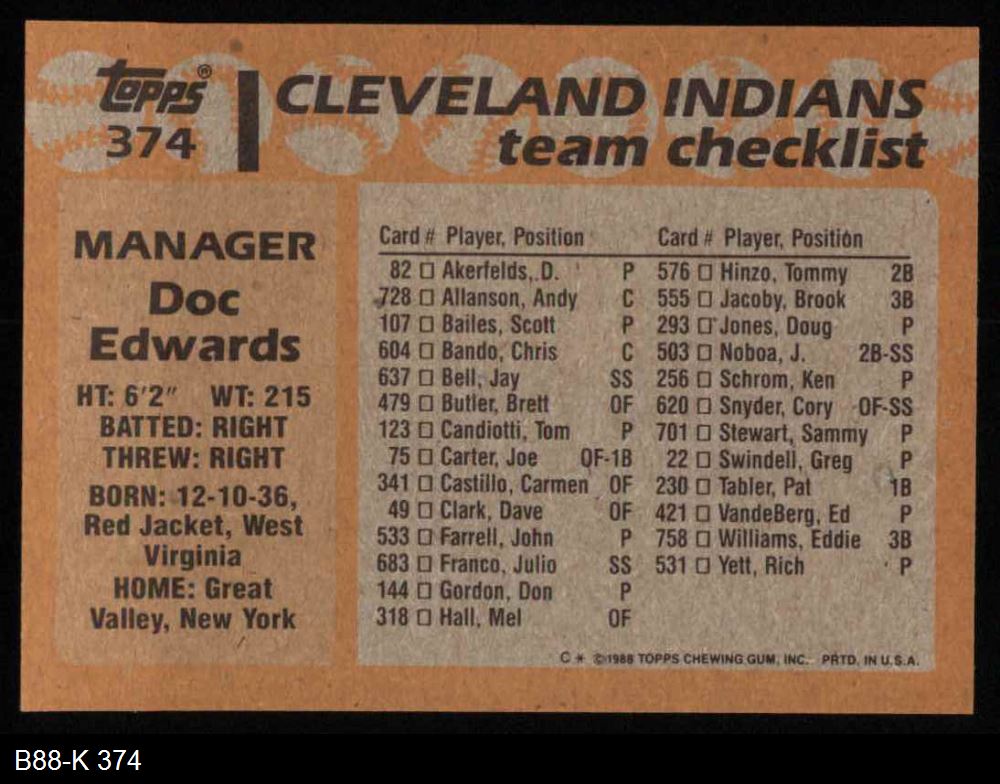 topps®
374
CLEVELAND INDIANS
team checklist
MANAGER
Doc
Edwards
HT: 6'2" WT: 215
BATTED: RIGHT
THREW: RIGHT
BORN: 12-10-36,
Red Jacket, West
Virginia
HOME: Great
Valley, New York
Card # Player, Position
82 □ Akerfelds, D. P
728 □ Allanson, Andy C
107 □ Bailes, Scott P
604 □ Bando, Chris C
637 □ Bell, Jay SS
479 □ Butler, Brett OF
123 □ Candiotti, Tom P
75 □ Carter, Joe OF-1B
341 □ Castillo, Carmen OF
49 □ Clark, Dave OF
533 □ Farrell, John P
683 □ Franco, Julio SS
144 □ Gordon, Don P
318 □ Hall, Mel OF
Card # Player, Position
576 □ Hinzo, Tommy 2B
555 □ Jacoby, Brook 3B
293 □ Jones, Doug P
503 □ Noboa, J. 2B-SS
256 □ Schrom, Ken P
620 □ Snyder, Cory OF-SS
701 □ Stewart, Sammy P
22 □ Swindell, Greg P
230 □ Tabler, Pat 1B
421 □ VandeBerg, Ed P
758 □ Williams, Eddie 3B
531 □ Yett, Rich P
C * ©1988 TOPPS CHEWING GUM, INC. PRTD. IN U.S.A.
B88-K 374